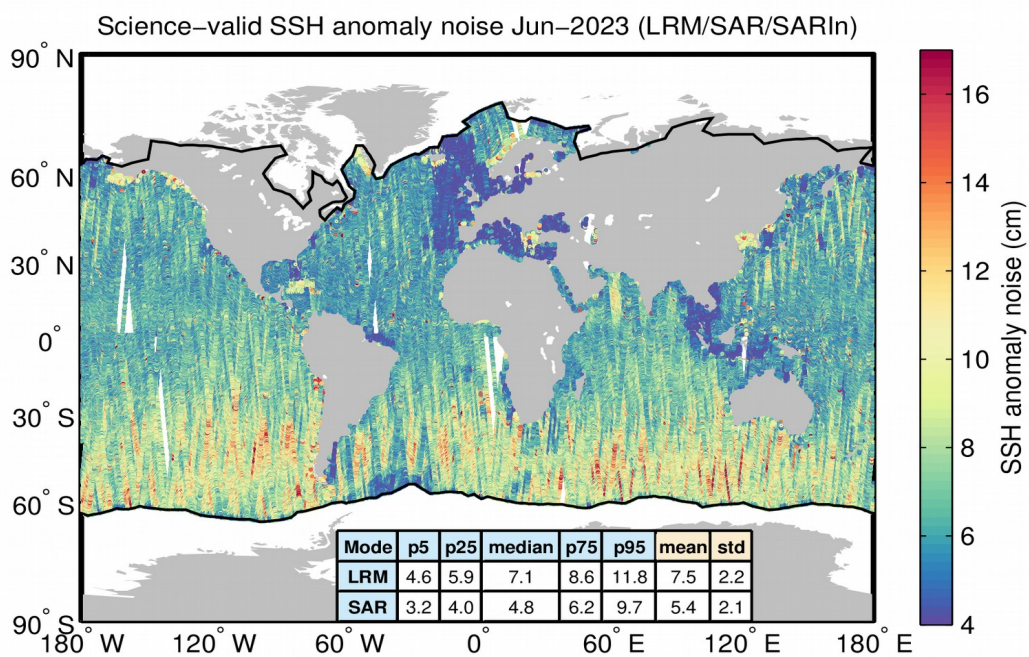 Science–valid SSH anomaly noise Jun–2023 (LRM/SAR/SARIn)
90° N
60° N
30° N
0°
30° S
60° S
90° S
180° W
120° W
60° W
0°
60° E
120° E
180° E
Mode p5 p25 median p75 p95 mean std
LRM 4.6 5.9 7.1 8.6 11.8 7.5 2.2
SAR 3.2 4.0 4.8 6.2 9.7 5.4 2.1
16
14
12
10
8
6
4
SSH anomaly noise (cm)